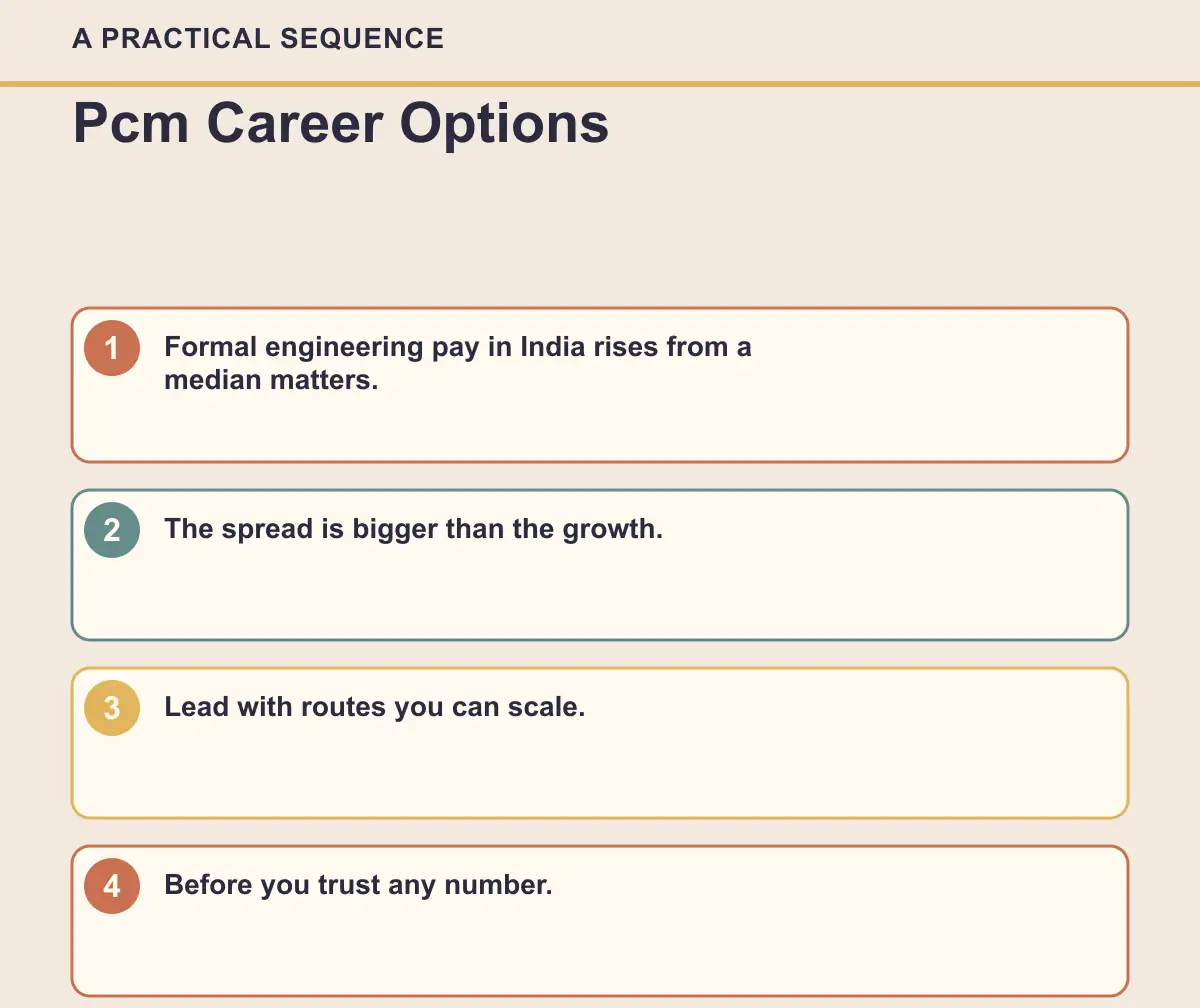 A PRACTICAL SEQUENCE
Pcm Career Options
1
Formal engineering pay in India rises from a
median matters.
2
The spread is bigger than the growth.
3
Lead with routes you can scale.
4
Before you trust any number.